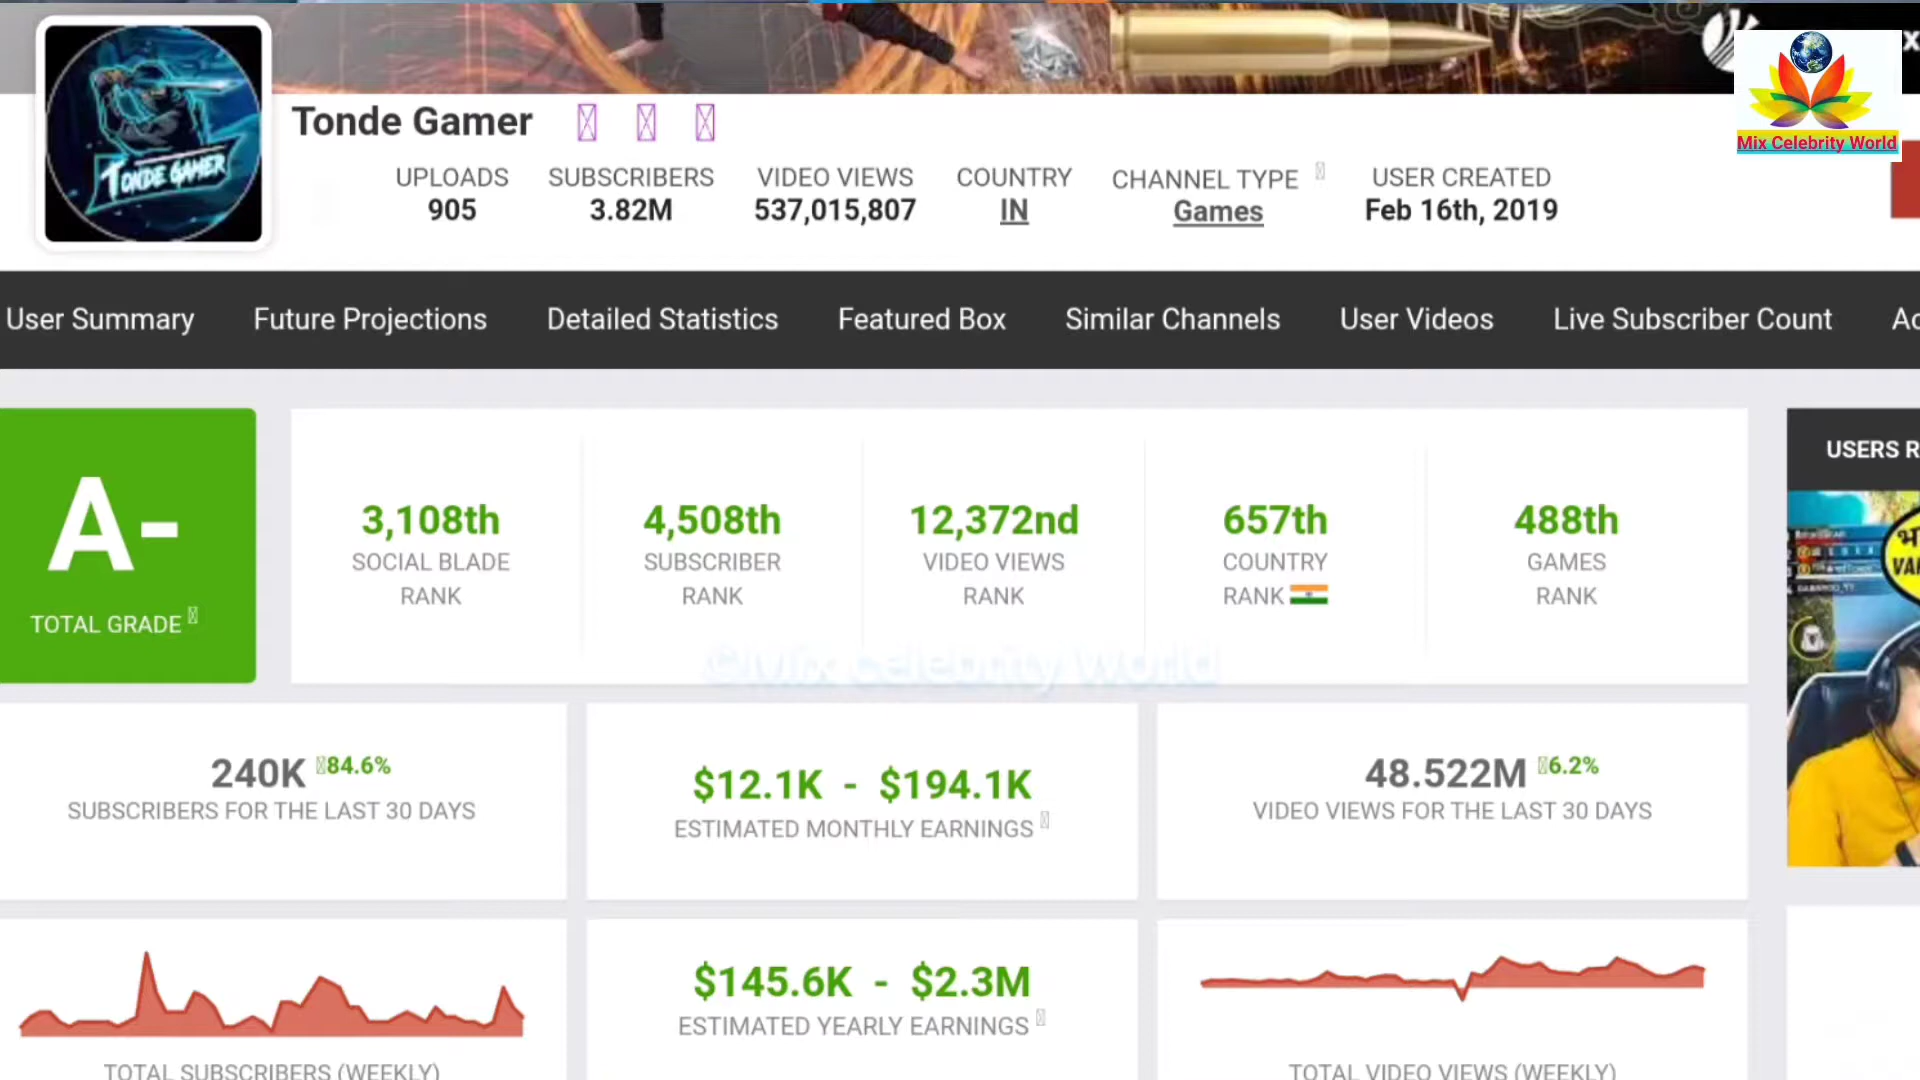 Mix Celebrity World
TONDE GAMER
Tonde Gamer
UPLOADS SUBSCRIBERS VIDEO VIEWS COUNTRY CHANNEL TYPE USER CREATED
905 3.82M 537,015,807 IN Games Feb 16th, 2019
User Summary Future Projections Detailed Statistics Featured Box Similar Channels User Videos Live Subscriber Count
A-
TOTAL GRADE
3,108th 4,508th 12,372nd 657th 488th
SOCIAL BLADE SUBSCRIBER VIDEO VIEWS COUNTRY GAMES
RANK RANK RANK RANK RANK
USERS R
©Mix Celebrity World
240K 84.6%
SUBSCRIBERS FOR THE LAST 30 DAYS
$12.1K - $194.1K
ESTIMATED MONTHLY EARNINGS
48.522M 6.2%
VIDEO VIEWS FOR THE LAST 30 DAYS
$145.6K - $2.3M
ESTIMATED YEARLY EARNINGS
TOTAL SUBSCRIBERS (WEEKLY)
TOTAL VIDEO VIEWS (WEEKLY)